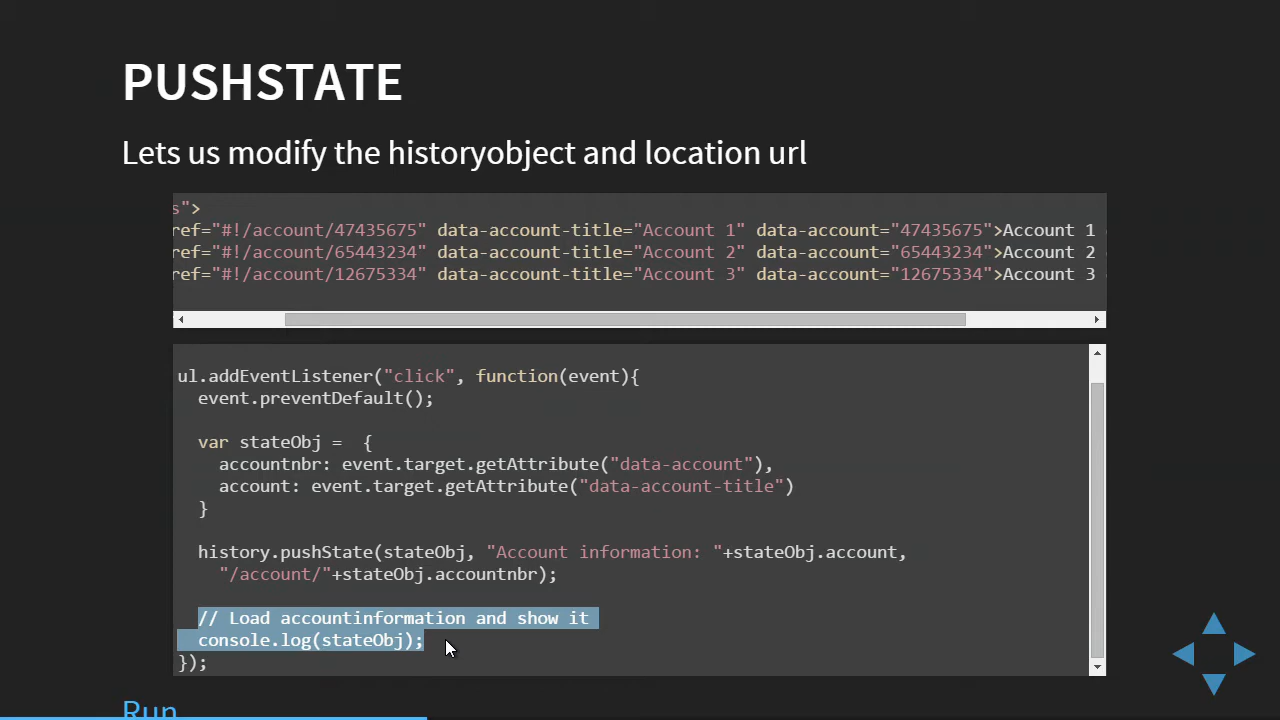 PUSHSTATE
Lets us modify the historyobject and location url
s">
ref="#!/account/47435675" data-account-title="Account 1" data-account="47435675">Account 1
ref="#!/account/65443234" data-account-title="Account 2" data-account="65443234">Account 2
ref="#!/account/12675334" data-account-title="Account 3" data-account="12675334">Account 3
ul.addEventListener("click", function(event){
event.preventDefault();
var stateObj =  {
accountnbr: event.target.getAttribute("data-account"),
account: event.target.getAttribute("data-account-title")
}
history.pushState(stateObj, "Account information: "+stateObj.account,
"/account/"+stateObj.accountnbr);
// Load accountinformation and show it
console.log(stateObj);
});
Run